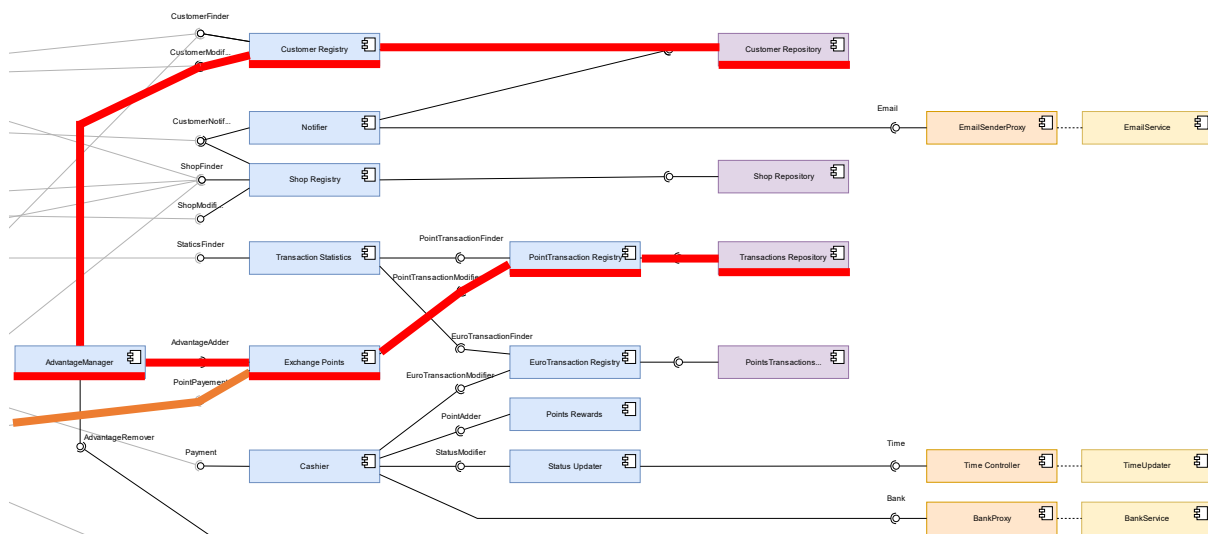 CustomerFinder
Customer Registry
Customer Repository
CustomerModif...
Email
CustomerNotif...
Notifier
EmailSenderProxy
EmailService
ShopFinder
Shop Registry
Shop Repository
ShopModifi...
StaticsFinder
PointTransactionFinder
Transaction Statistics
PointTransaction Registry
Transactions Repository
PointTransactionModifier
AdvantageAdder
EuroTransactionFinder
AdvantageManager
Exchange Points
EuroTransaction Registry
PointsTransactions...
PointPayment
EuroTransactionModifier
PointAdder
Points Rewards
AdvantageRemover
Payment
StatusModifier
Time
Cashier
Status Updater
Time Controller
TimeUpdater
Bank
BankProxy
BankService